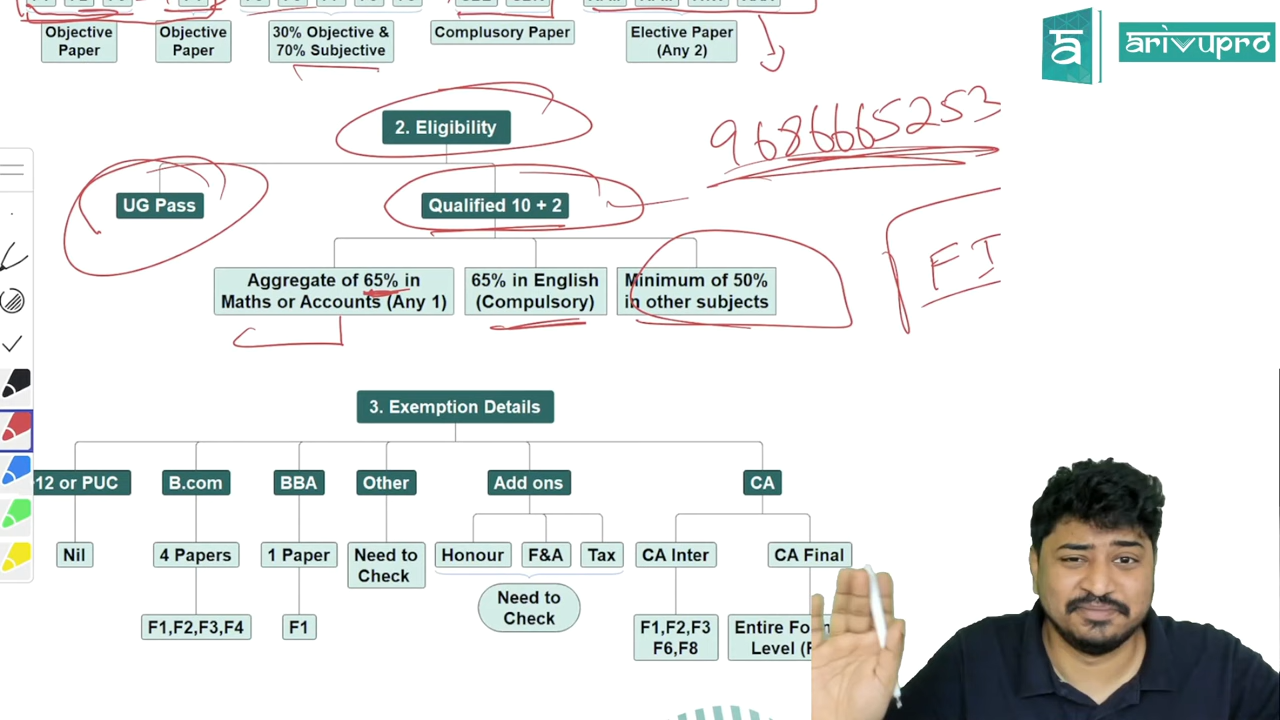 Objective
Paper
Objective
Paper
30% Objective &
70% Subjective
Complusory Paper
Elective Paper
(Any 2)
arivupro
2. Eligibility
9686665253
UG Pass
Qualified 10 + 2
Aggregate of 65% in
Maths or Accounts (Any 1)
65% in English
(Compulsory)
Minimum of 50%
in other subjects
FI
3. Exemption Details
12 or PUC
B.com
BBA
Other
Add ons
CA
Nil
4 Papers
1 Paper
Need to
Check
Honour
F&A
Tax
CA Inter
CA Final
Need to
Check
F1,F2,F3,F4
F1
F1,F2,F3
F6,F8
Entire
Level